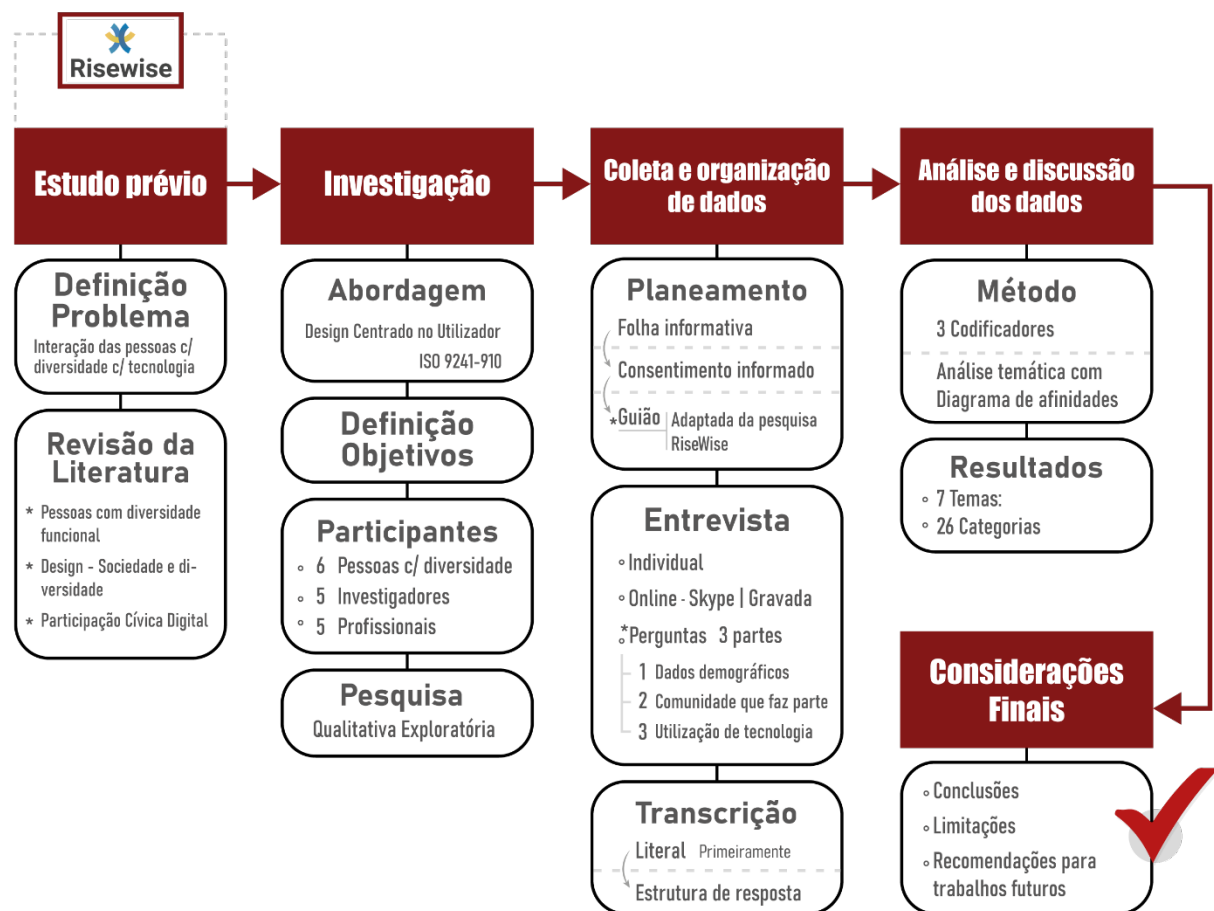 Risewise
Estudo prévio
Definição
Problema
Interação das pessoas c/
diversidade c/ tecnologia
Revisão da
Literatura
* Pessoas com diversidade
funcional
* Design - Sociedade e di-
versidade
* Participação Cívica Digital
Investigação
Abordagem
Design Centrado no Utilizador
ISO 9241-910
Definição
Objetivos
Participantes
6 Pessoas c/ diversidade
5 Investigadores
5 Profissionais
Pesquisa
Qualitativa Exploratória
Coleta e organização
de dados
Planeamento
Folha informativa
Consentimento informado
*Guião Adaptada da pesquisa
RiseWise
Entrevista
Individual
Online - Skype | Gravada
*Perguntas 3 partes
1 Dados demográficos
2 Comunidade que faz parte
3 Utilização de tecnologia
Transcrição
Literal Primeiramente
Estrutura de resposta
Análise e discussão
dos dados
Método
3 Codificadores
Análise temática com
Diagrama de afinidades
Resultados
7 Temas:
26 Categorias
Considerações
Finais
Conclusões
Limitações
Recomendações para
trabalhos futuros